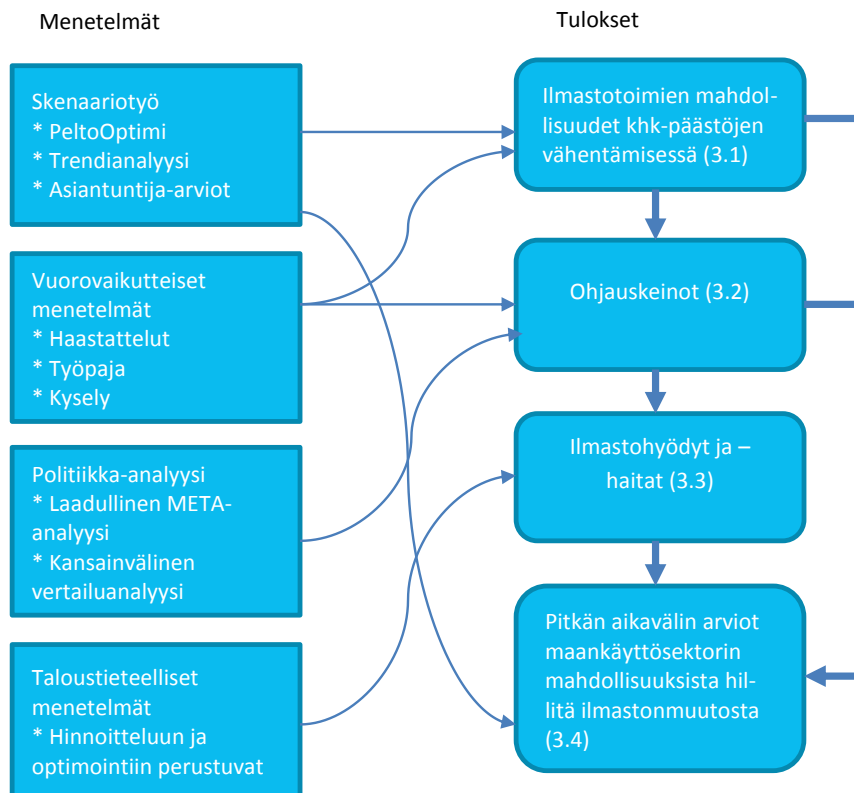 Menetelmät
Tulokset
Skenaariotyö
* PeltoOptimi
* Trendianalyysi
* Asiantuntija-arviot
Vuorovaikutteiset
menetelmät
* Haastattelut
* Työpaja
* Kysely
Politiikka-analyysi
* Laadullinen META-
analyysi
* Kansainvälinen
vertailuanalyysi
Taloustieteelliset
menetelmät
* Hinnoitteluun ja
optimointiin perustuvat
Ilmastotoimien mahdol-
lisuudet khk-päästöjen
vähentämisessä (3.1)
Ohjauskeinot (3.2)
Ilmastohyödyt ja –
haitat (3.3)
Pitkän aikavälin arviot
maankäyttösektorin
mahdollisuuksista hil-
litä ilmastonmuutosta
(3.4)